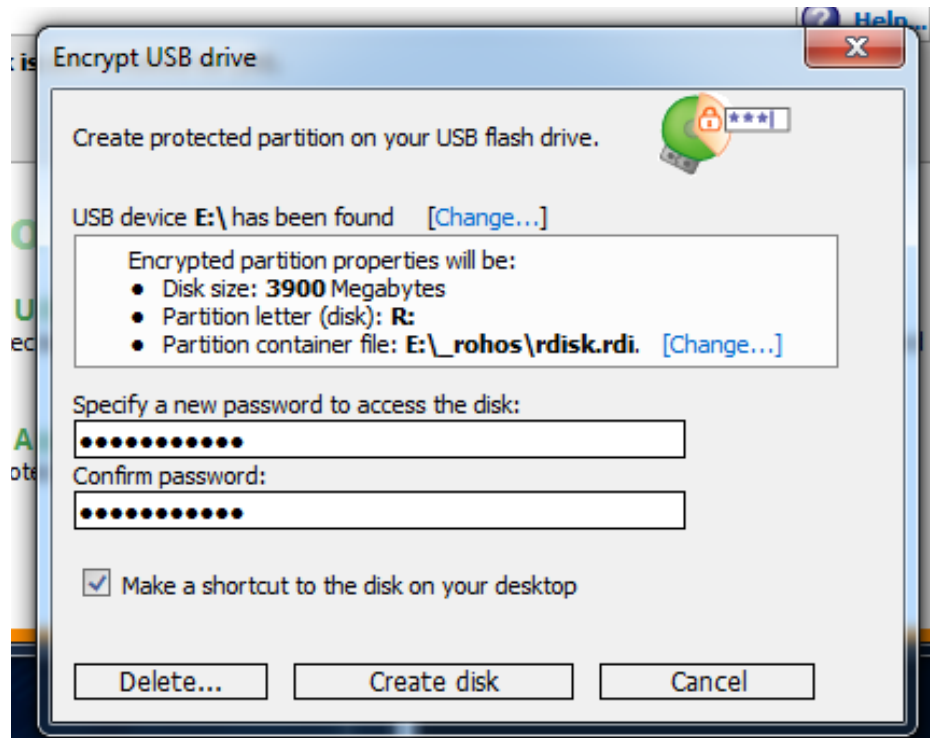 Help...
is
Encrypt USB drive
x
Create protected partition on your USB flash drive.
***
USB device E:\ has been found [Change...]
Encrypted partition properties will be:
• Disk size: 3900 Megabytes
• Partition letter (disk): R:
• Partition container file: E:\_rohos\rdisk.rdi. [Change...]
Specify a new password to access the disk:
●●●●●●●●●●●
Confirm password:
●●●●●●●●●●●
Make a shortcut to the disk on your desktop
Delete... Create disk Cancel